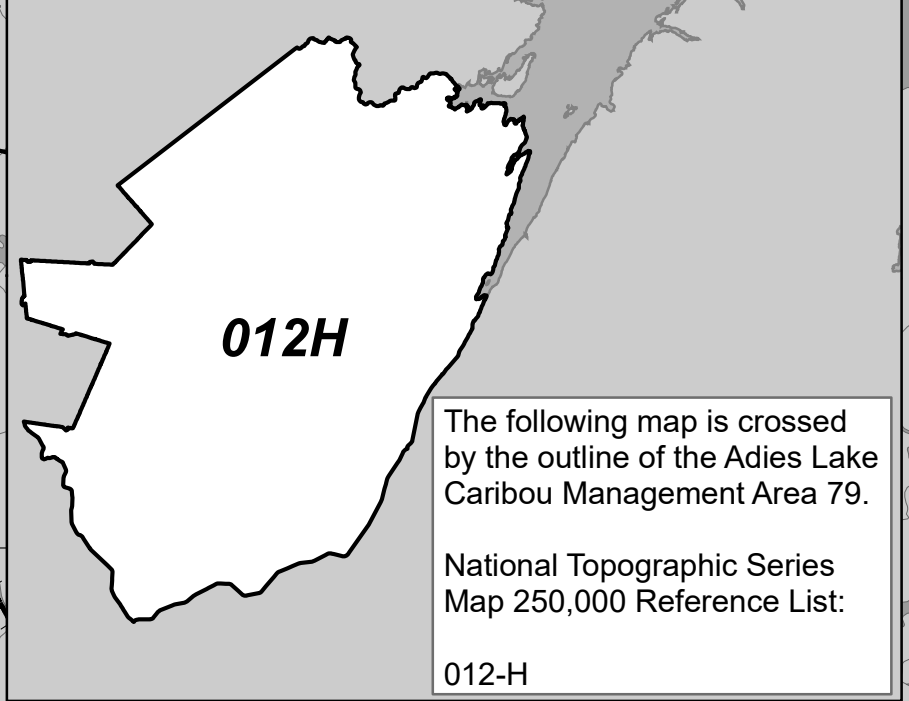 012H
The following map is crossed
by the outline of the Adies Lake
Caribou Management Area 79.
National Topographic Series
Map 250,000 Reference List:
012-H